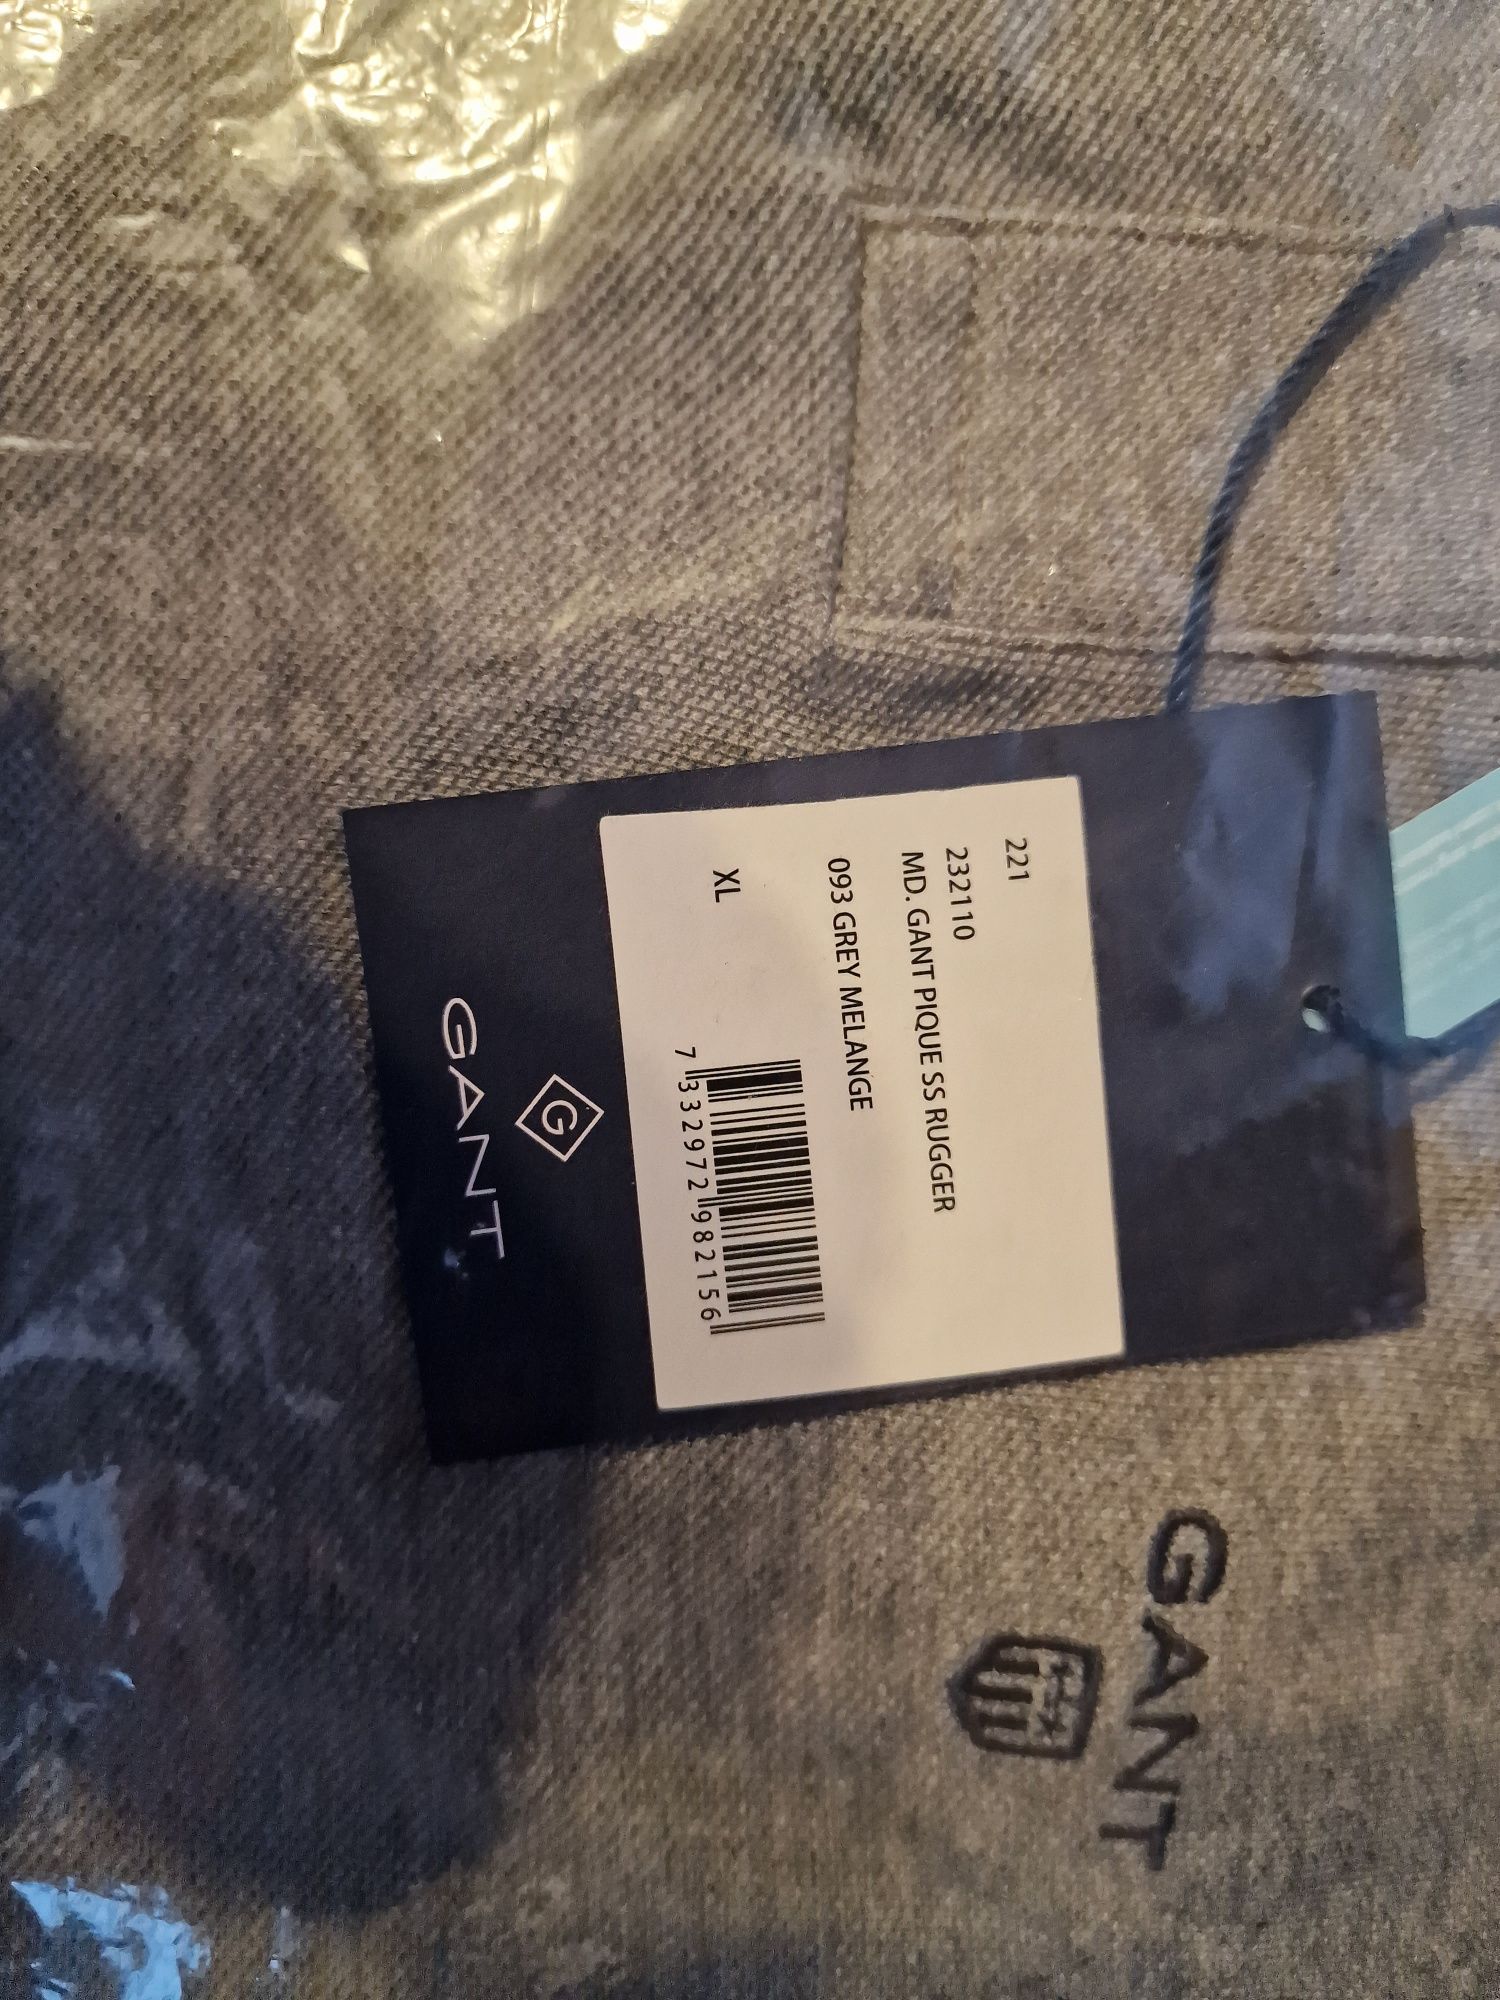 221
232110
MD. GANT PIQUE SS RUGGER
093 GREY MELANGE
XL
7 332972 982156
G
GANT
GANT